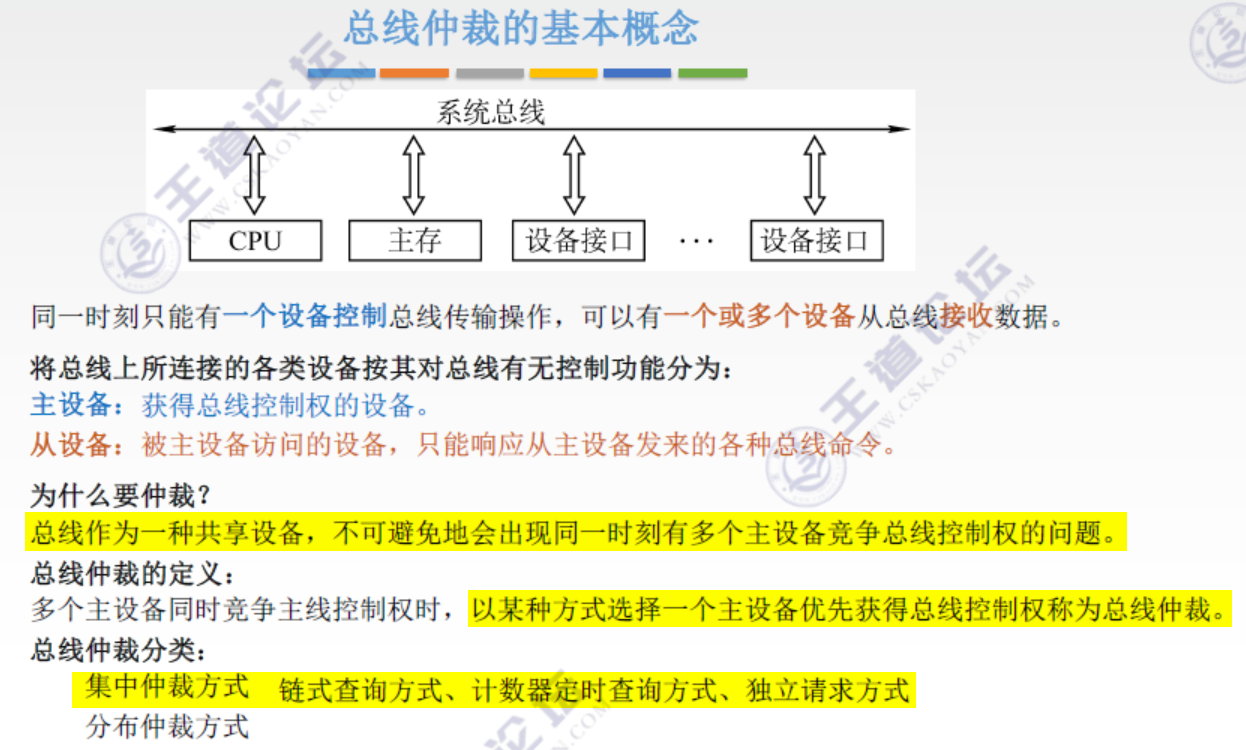 总线仲裁的基本概念
系统总线
CPU 主存 设备接口 ··· 设备接口
同一时刻只能有一个设备控制总线传输操作，可以有一个或多个设备从总线接收数据。
将总线上所连接的各类设备按其对总线有无控制功能分为：
主设备：获得总线控制权的设备。
从设备：被主设备访问的设备，只能响应从主设备发来的各种总线命令。
为什么要仲裁？
总线作为一种共享设备，不可避免地会出现同一时刻有多个主设备竞争总线控制权的问题。
总线仲裁的定义：
多个主设备同时竞争主线控制权时，以某种方式选择一个主设备优先获得总线控制权称为总线仲裁。
总线仲裁分类：
集中仲裁方式 链式查询方式、计数器定时查询方式、独立请求方式
分布仲裁方式
王道论坛
WWW.CSKAOYAN.COM
王道论坛
WWW.CSKAOYAN.COM
论坛